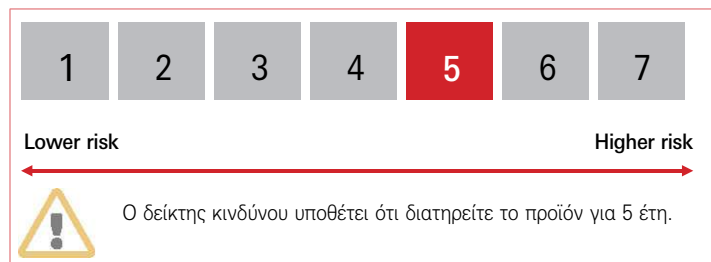 1 2 3 4 5 6 7
Lower risk Higher risk
Ο δείκτης κινδύνου υποθέτει ότι διατηρείτε το προϊόν για 5 έτη.